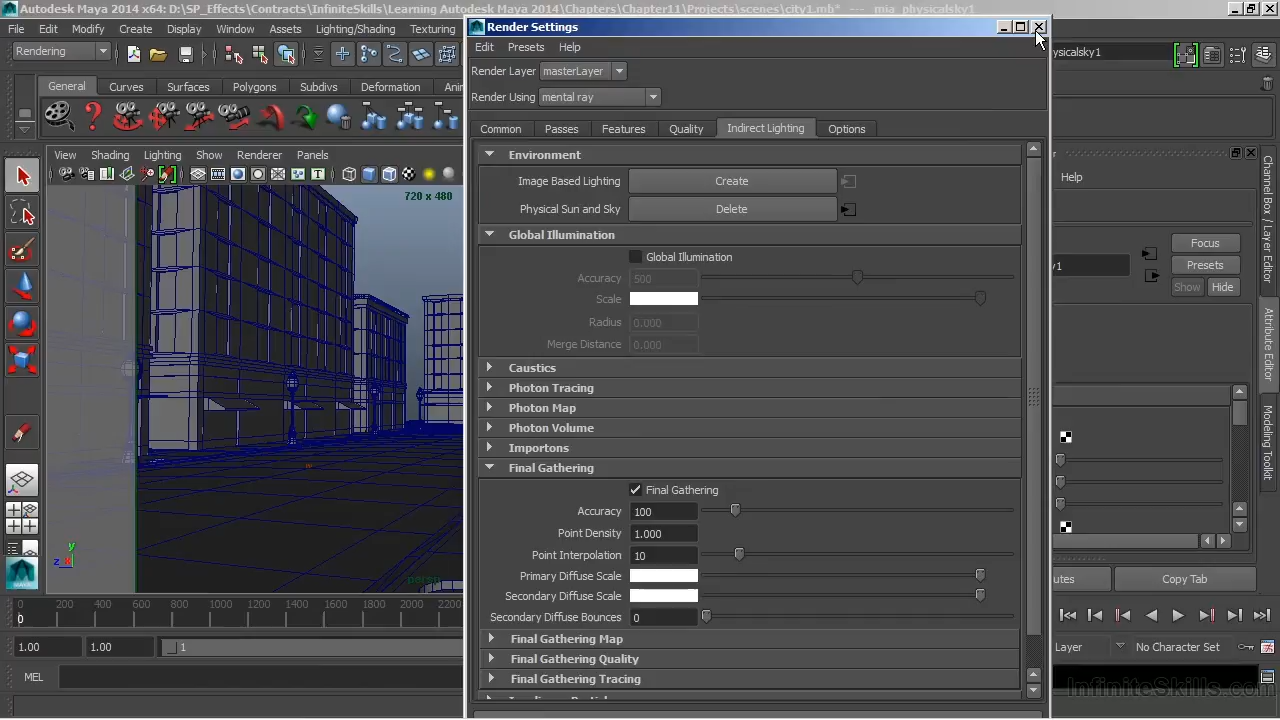 Autodesk Maya 2014 x64: D:\SP_Effects\Contracts\InfiniteSkills\Learning Autodesk Maya 2014\Chapters\Chapter11\Projects\scenes\city1.mb* --- mia_physicalsky1
File Edit Modify Create Display Window Assets Lighting/Shading Texturing
Render Settings
Edit Presets Help
Rendering
Render Layer masterLayer
physicalsky1
Render Using mental ray
General Curves Surfaces Polygons Subdivs Deformation
Common Passes Features Quality Indirect Lighting Options
View Shading Lighting Show Renderer Panels
720 x 480
Environment
Image Based Lighting Create
Physical Sun and Sky Delete
Global Illumination
Global Illumination
Accuracy 500
Scale
Radius 0.000
Merge Distance 0.000
Caustics
Photon Tracing
Photon Map
Photon Volume
Importons
Final Gathering
Final Gathering
Accuracy 100
Point Density 1.000
Point Interpolation 10
Primary Diffuse Scale
Secondary Diffuse Scale
Secondary Diffuse Bounces 0
Final Gathering Map
Final Gathering Quality
Final Gathering Tracing
Help
Focus
Presets
Show Hide
Channel Box / Layer Editor
Attribute Editor
Modeling Toolkit
Copy Tab
y
z x
persp
0 200 400 600 800 1000 1200 1400 1600 1800 2000 2200
0
1.00 1.00 1
Layer No Character Set
MEL
InfiniteSkills.com